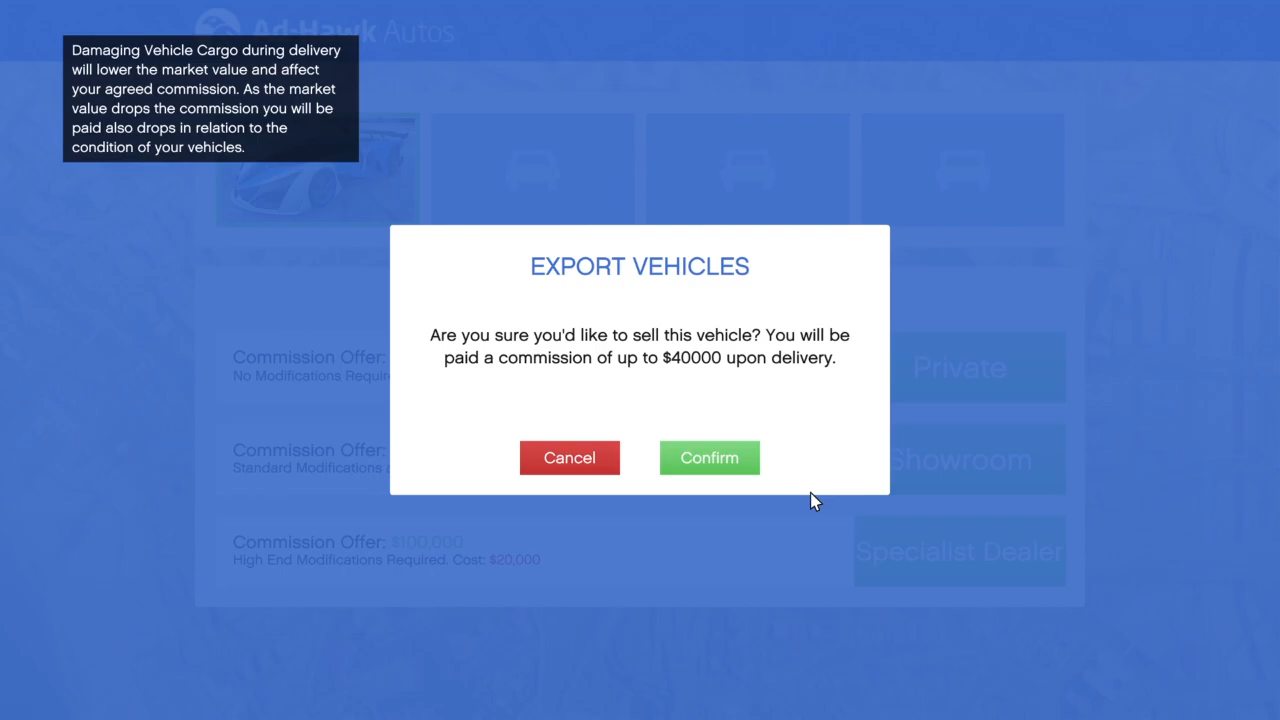 Ad-Hawk Autos
Damaging Vehicle Cargo during delivery
will lower the market value and affect
your agreed commission. As the market
value drops the commission you will be
paid also drops in relation to the
condition of your vehicles.
EXPORT VEHICLES
Are you sure you'd like to sell this vehicle? You will be
paid a commission of up to $40000 upon delivery.
Cancel
Confirm
Commission Offer:
No Modifications Require
Private
Commission Offer:
Standard Modifications
Showroom
Commission Offer: $100,000
High End Modifications Required. Cost: $20,000
Specialist Dealer